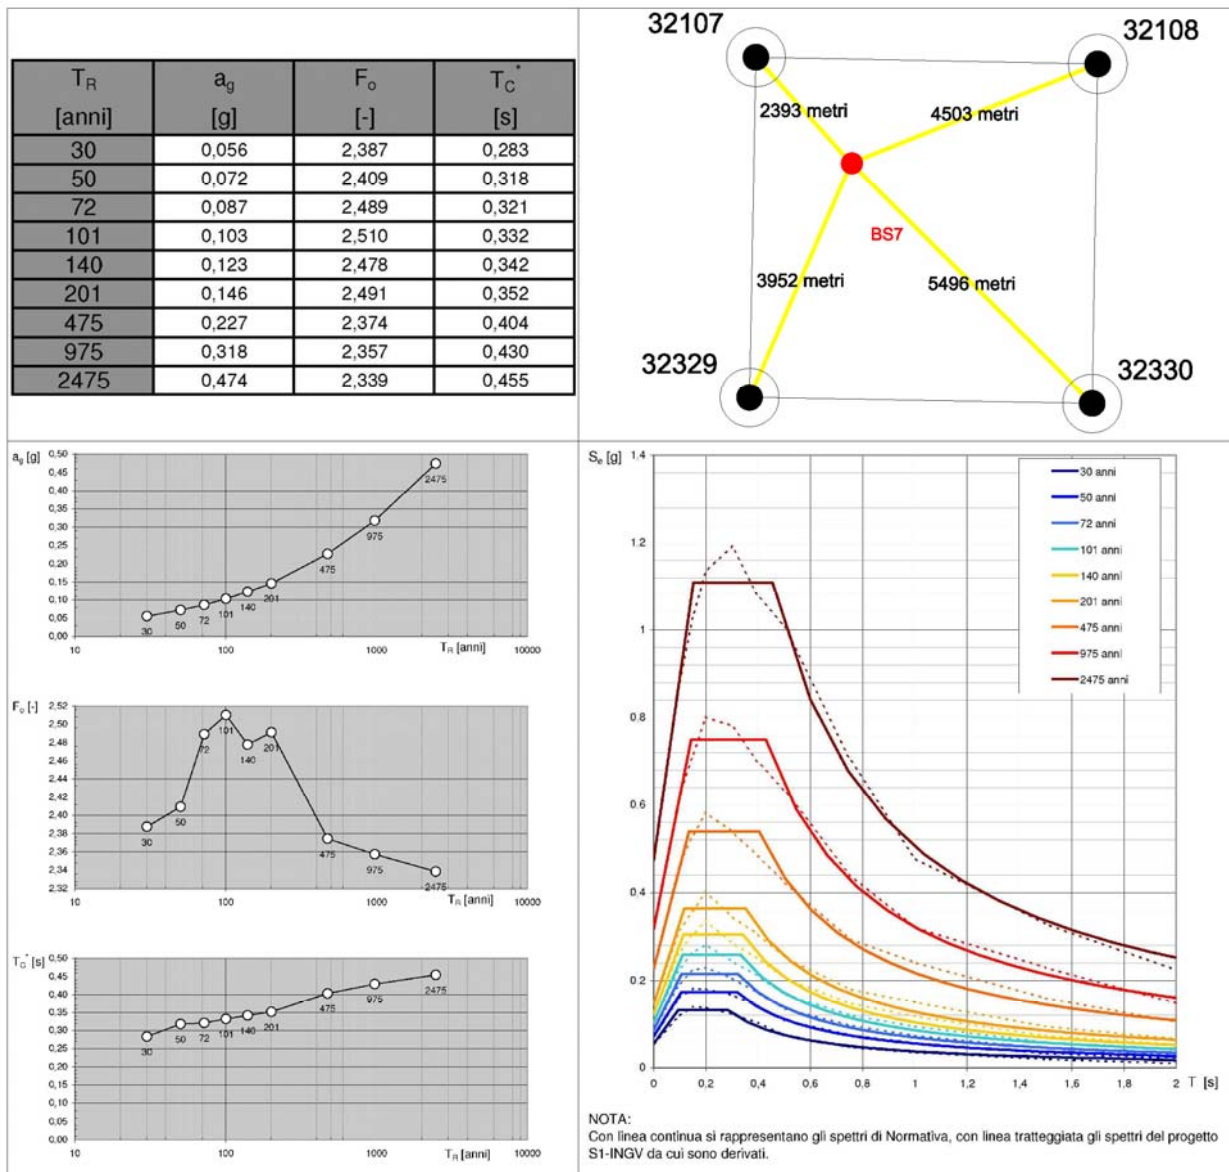 T_R a_g F_o T_C*
[anni] [g] [-] [s]
30 0,056 2,387 0,283
50 0,072 2,409 0,318
72 0,087 2,489 0,321
101 0,103 2,510 0,332
140 0,123 2,478 0,342
201 0,146 2,491 0,352
475 0,227 2,374 0,404
975 0,318 2,357 0,430
2475 0,474 2,339 0,455
32107
32108
2393 metri
4503 metri
BS7
3952 metri
5496 metri
32329
32330
a_g [g]
0,50
0,45
0,40
0,35
0,30
0,25
0,20
0,15
0,10
0,05
0,00
30
50
72
101
140
201
475
975
2475
10
100
1000
10000
T_R [anni]
F_o [-]
2,52
2,50
2,48
2,46
2,44
2,42
2,40
2,38
2,36
2,34
2,32
30
50
72
101
140
201
475
975
2475
10
100
1000
10000
T_R [anni]
T_C* [s]
0,50
0,45
0,40
0,35
0,30
0,25
0,20
0,15
0,10
0,05
0,00
30
50
72
101
140
201
475
975
2475
10
100
1000
10000
T_R [anni]
S_e [g]
1,4
1,2
1
0,8
0,6
0,4
0,2
0
30 anni
50 anni
72 anni
101 anni
140 anni
201 anni
475 anni
975 anni
2475 anni
0 0,2 0,4 0,6 0,8 1 1,2 1,4 1,6 1,8 2 T [s]
NOTA:
Con linea continua si rappresentano gli spettri di Normativa, con linea tratteggiata gli spettri del progetto
S1-INGV da cui sono derivati.